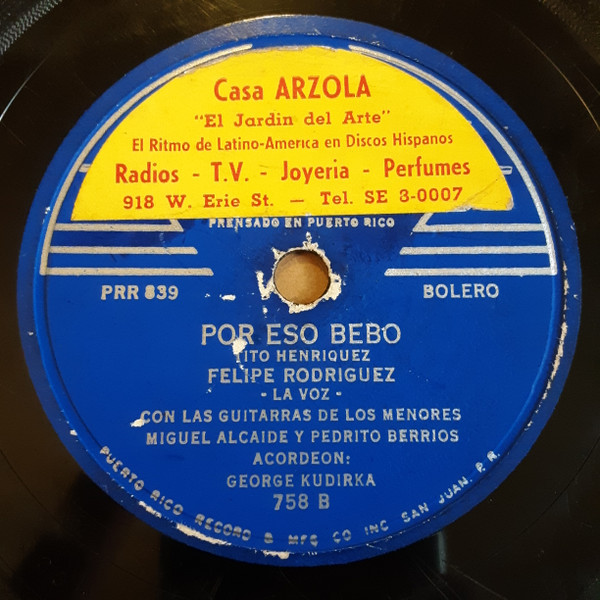 Casa ARZOLA
"El Jardin del Arte"
El Ritmo de Latino-America en Discos Hispanos
Radios - T.V. - Joyeria - Perfumes
918 W. Erie St. — Tel. SE 3-0007
PRENSADO EN PUERTO RICO
PRR 839
BOLERO
POR ESO BEBO
TITO HENRIQUEZ
FELIPE RODRIGUEZ
- LA VOZ -
CON LAS GUITARRAS DE LOS MENORES
MIGUEL ALCAIDE Y PEDRITO BERRIOS
ACORDEON:
GEORGE KUDIRKA
758 B
PUERTO RICO RECORD & MFG CO INC SAN JUAN, P.R.